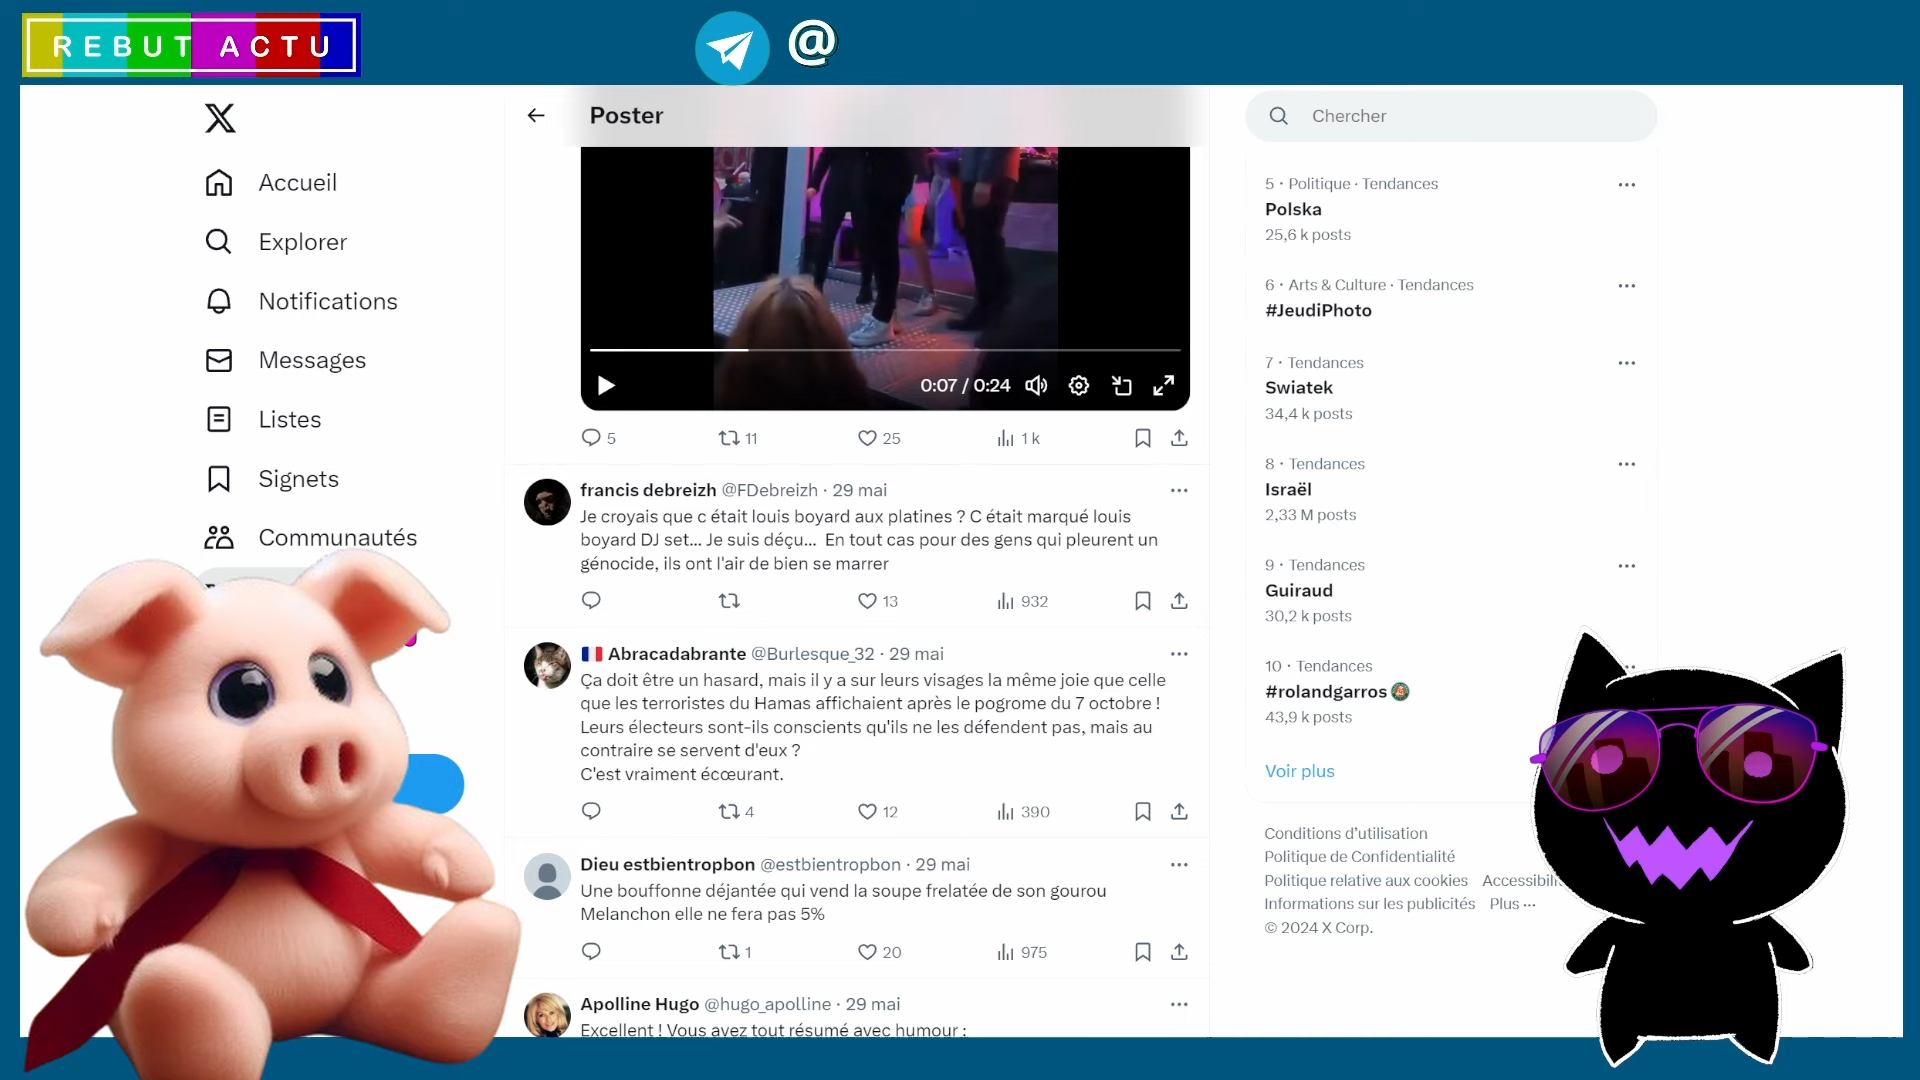 REBUT ACTU
@
X
Accueil
Explorer
Notifications
Messages
Listes
Signets
Communautés
Poster
0:07 / 0:24
5 11 25 1 k
francis debreizh @FDebreizh · 29 mai
Je croyais que c était louis boyard aux platines ? C était marqué louis
boyard DJ set... Je suis déçu... En tout cas pour des gens qui pleurent un
génocide, ils ont l'air de bien se marrer
13 932
Abracadabrante @Burlesque_32 · 29 mai
Ça doit être un hasard, mais il y a sur leurs visages la même joie que celle
que les terroristes du Hamas affichaient après le pogrome du 7 octobre !
Leurs électeurs sont-ils conscients qu'ils ne les défendent pas, mais au
contraire se servent d'eux ?
C'est vraiment écœurant.
4 12 390
Dieu estbientropbon @estbientropbon · 29 mai
Une bouffonne déjantée qui vend la soupe frelatée de son gourou
Melanchon elle ne fera pas 5%
1 20 975
Apolline Hugo @hugo_apolline · 29 mai
Excellent ! Vous avez tout résumé avec humour :
Chercher
5 · Politique · Tendances
Polska
25,6 k posts
6 · Arts & Culture · Tendances
#JeudiPhoto
7 · Tendances
Swiatek
34,4 k posts
8 · Tendances
Israël
2,33 M posts
9 · Tendances
Guiraud
30,2 k posts
10 · Tendances
#rolandgarros
43,9 k posts
Voir plus
Conditions d’utilisation
Politique de Confidentialité
Politique relative aux cookies
Informations sur les publicités Plus ...
© 2024 X Corp.